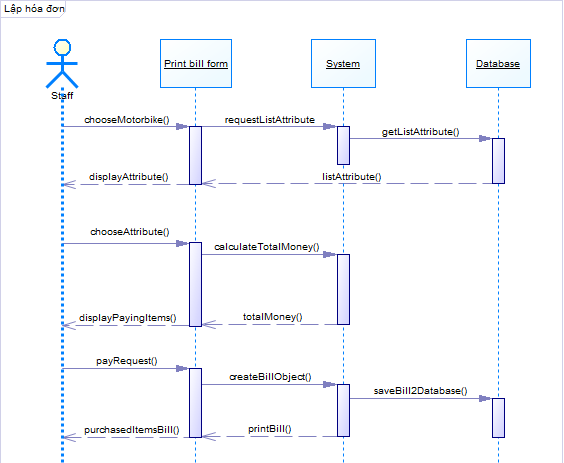 Lập hóa đơn
Print bill form
System
Database
Staff
chooseMotorbike()
requestListAttribute
getListAttribute()
displayAttribute()
listAttribute()
chooseAttribute()
calculateTotalMoney()
displayPayingItems()
totalMoney()
payRequest()
createBillObject()
saveBill2Database()
purchasedItemsBill()
printBill()